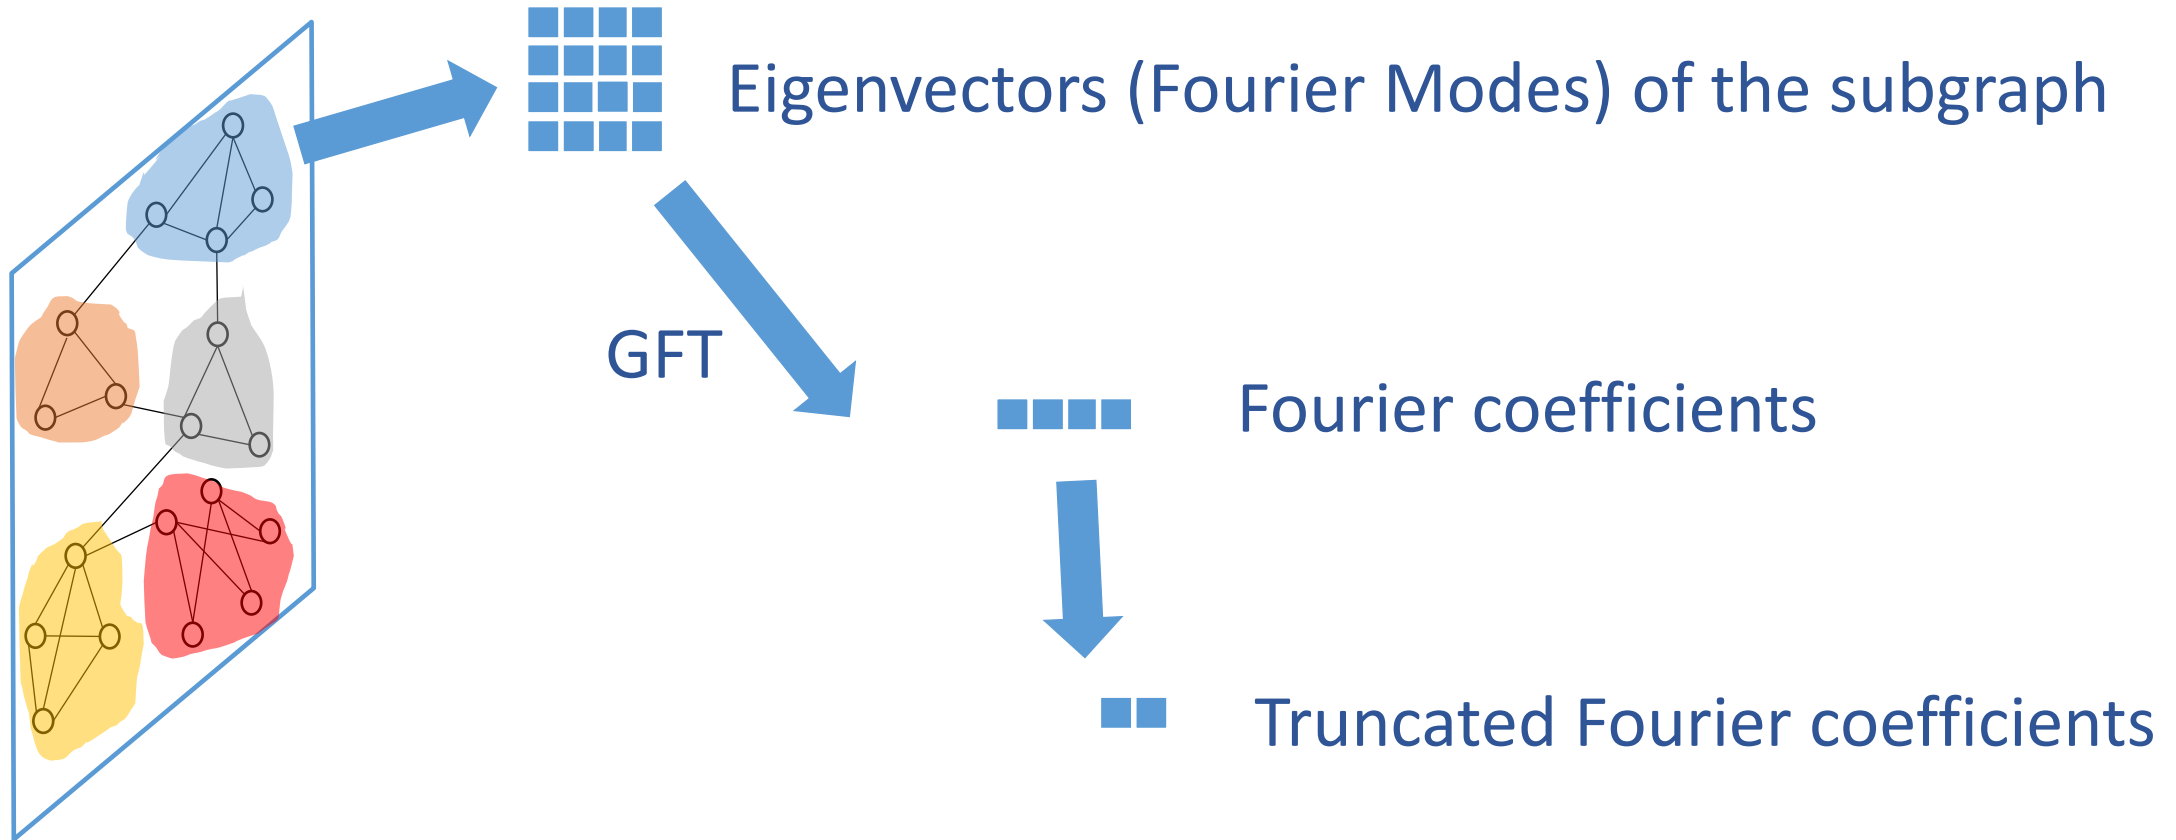 Eigenvectors (Fourier Modes) of the subgraph
GFT
Fourier coefficients
Truncated Fourier coefficients